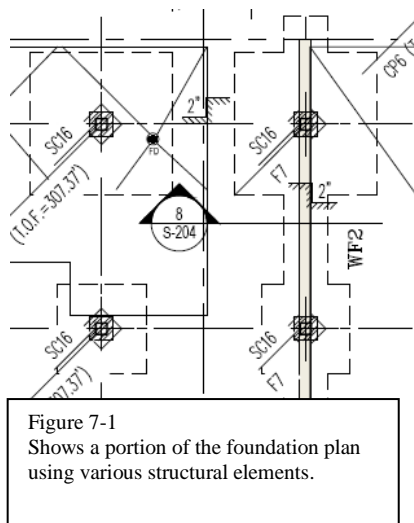 CP6 (T
2"
SC16
FD
SC16
F7
(T.O.F.=307.37')
8
S-204
2"
WF2
SC16
07.37')
SC16
F7
Figure 7-1
Shows a portion of the foundation plan
using various structural elements.